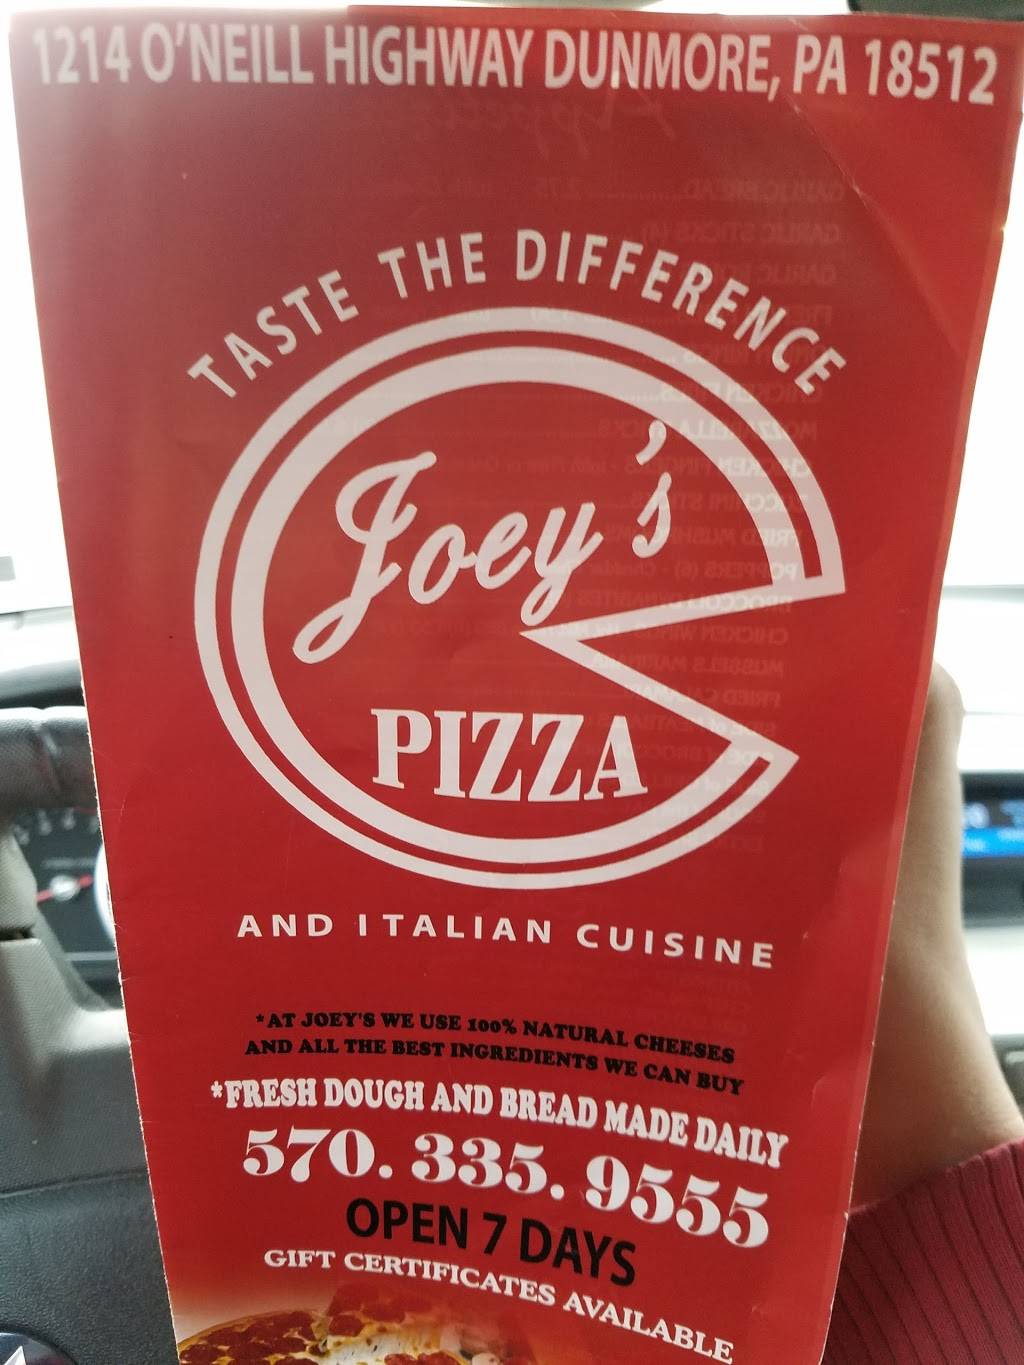 1214 O'NEILL HIGHWAY DUNMORE, PA 18512
TASTE THE DIFFERENCE
Joey's
PIZZA
AND ITALIAN CUISINE
*AT JOEY'S WE USE 100% NATURAL CHEESES
AND ALL THE BEST INGREDIENTS WE CAN BUY
*FRESH DOUGH AND BREAD MADE DAILY
570. 335. 9555
OPEN 7 DAYS
GIFT CERTIFICATES AVAILABLE